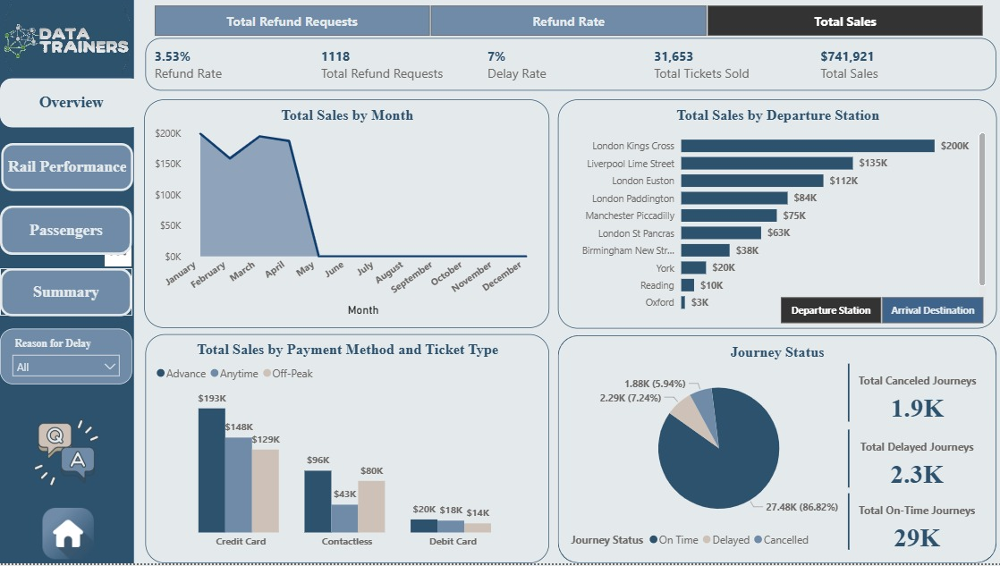 DATA
TRAINERS
Overview
Rail Performance
Passengers
Summary
Reason for Delay
All
Q
A
Total Refund Requests
Refund Rate
Total Sales
3.53%
Refund Rate
1118
Total Refund Requests
7%
Delay Rate
31,653
Total Tickets Sold
$741,921
Total Sales
Total Sales by Month
$200K
$150K
$100K
$50K
$0K
January
February
March
April
May
June
July
August
September
October
November
December
Month
Total Sales by Departure Station
London Kings Cross $200K
Liverpool Lime Street $135K
London Euston $112K
London Paddington $84K
Manchester Piccadilly $75K
London St Pancras $63K
Birmingham New Str... $38K
York $20K
Reading $10K
Oxford $3K
Departure Station
Arrival Destination
Total Sales by Payment Method and Ticket Type
Advance Anytime Off-Peak
$193K
$148K
$129K
$96K
$43K
$80K
$20K
$18K
$14K
Credit Card
Contactless
Debit Card
Journey Status
1.88K (5.94%)
2.29K (7.24%)
27.48K (86.82%)
Journey Status On Time Delayed Cancelled
Total Canceled Journeys
1.9K
Total Delayed Journeys
2.3K
Total On-Time Journeys
29K